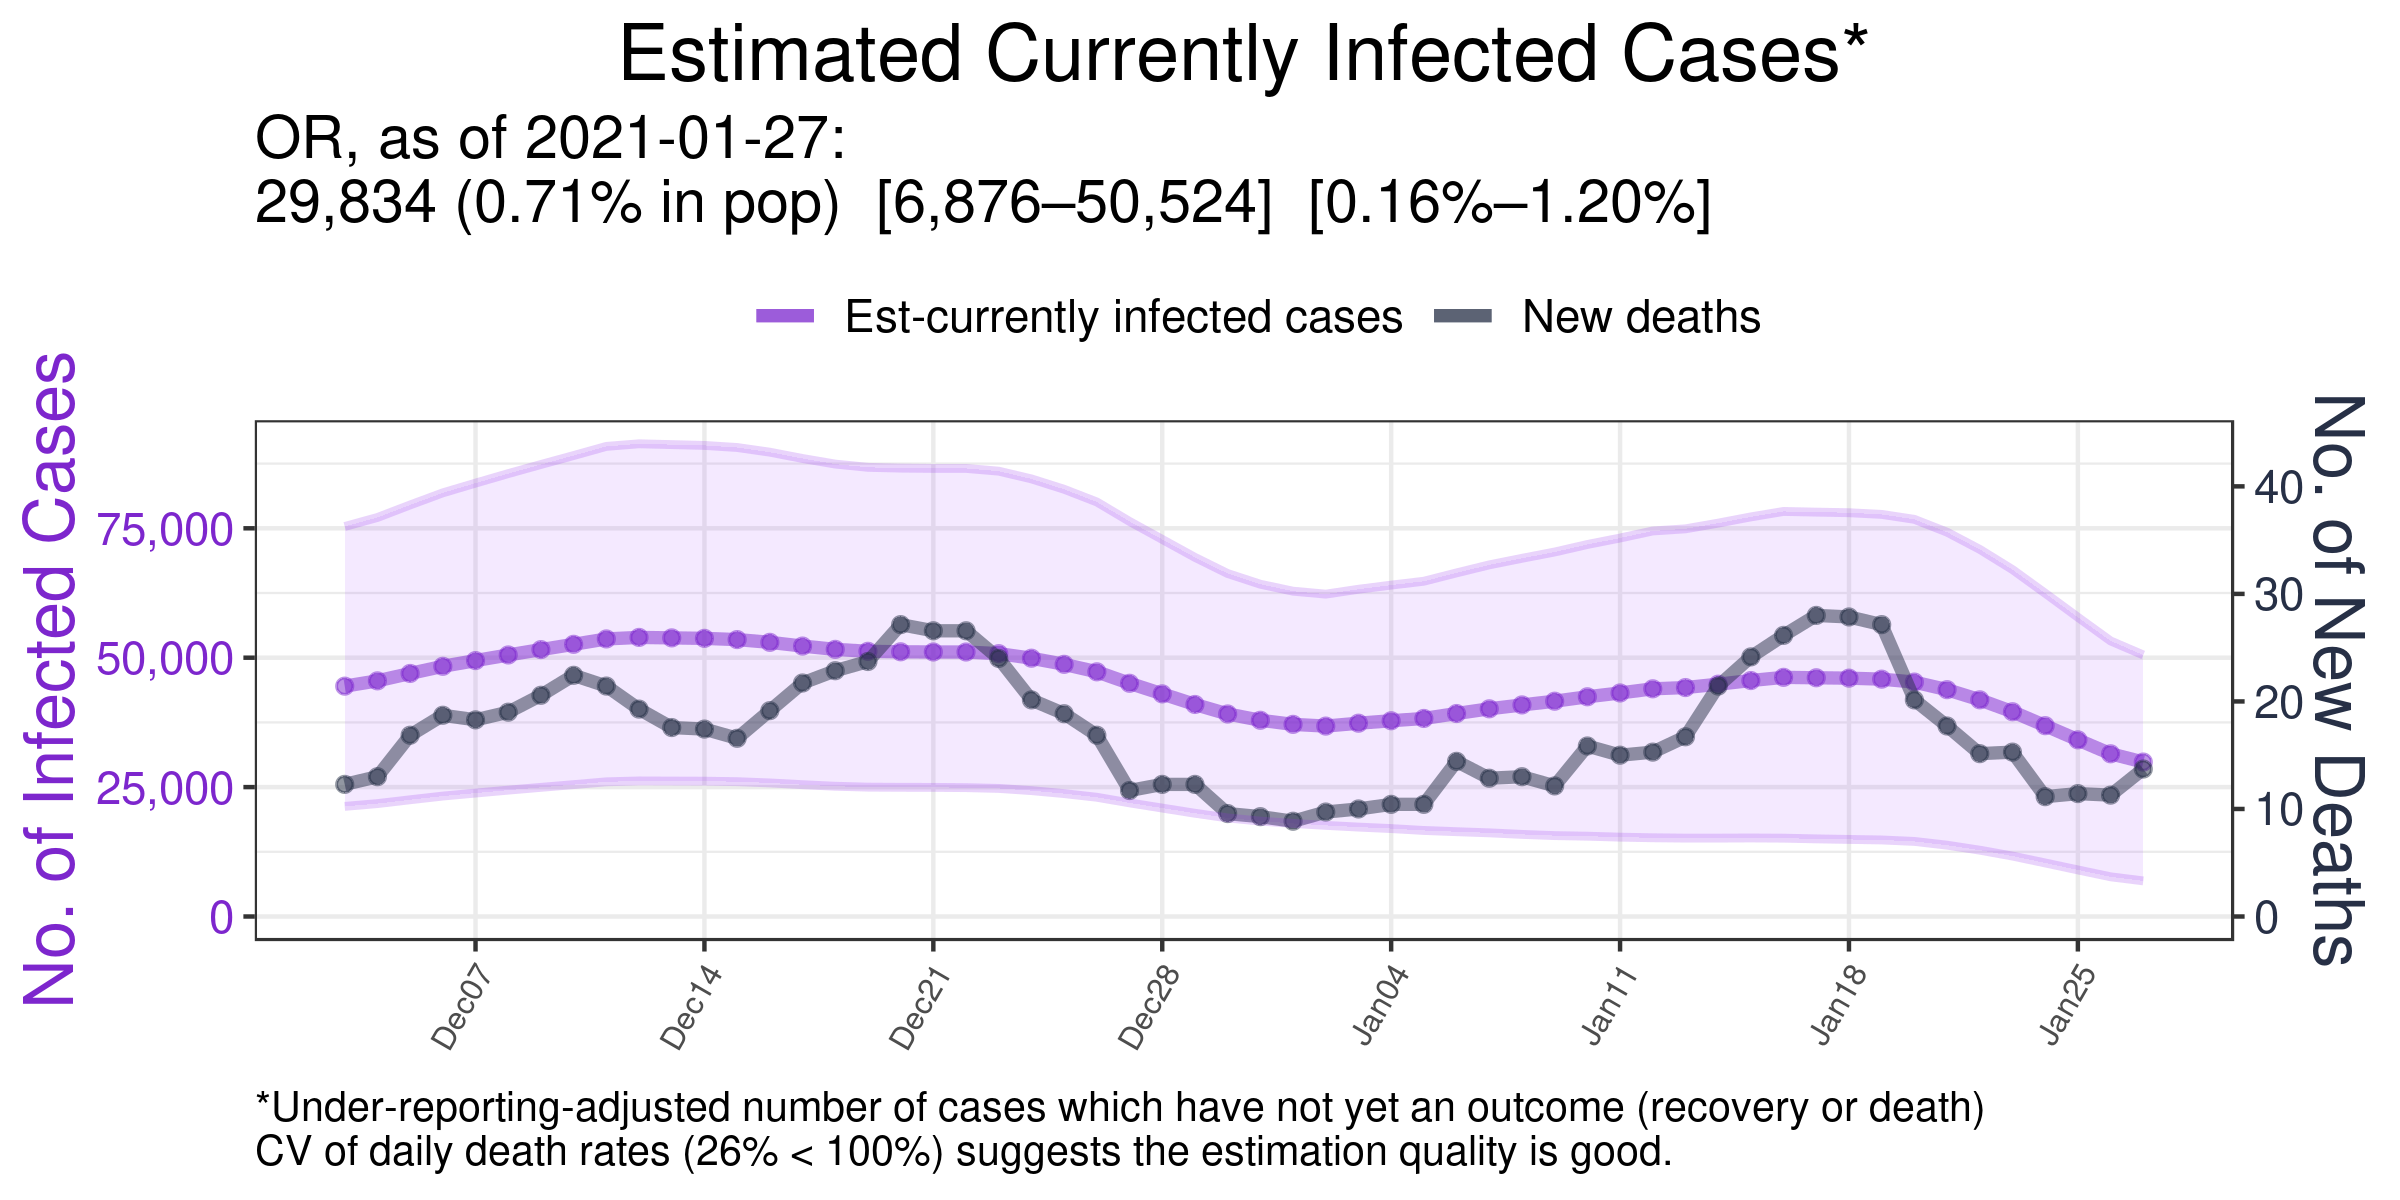 Estimated Currently Infected Cases*
OR, as of 2021-01-27:
29,834 (0.71% in pop)  [6,876–50,524]  [0.16%–1.20%]
Est-currently infected cases
New deaths
No. of Infected Cases
75,000
50,000
25,000
0
No. of New Deaths
40
30
20
10
0
Dec07
Dec14
Dec21
Dec28
Jan04
Jan11
Jan18
Jan25
*Under-reporting-adjusted number of cases which have not yet an outcome (recovery or death)
CV of daily death rates (26% < 100%) suggests the estimation quality is good.